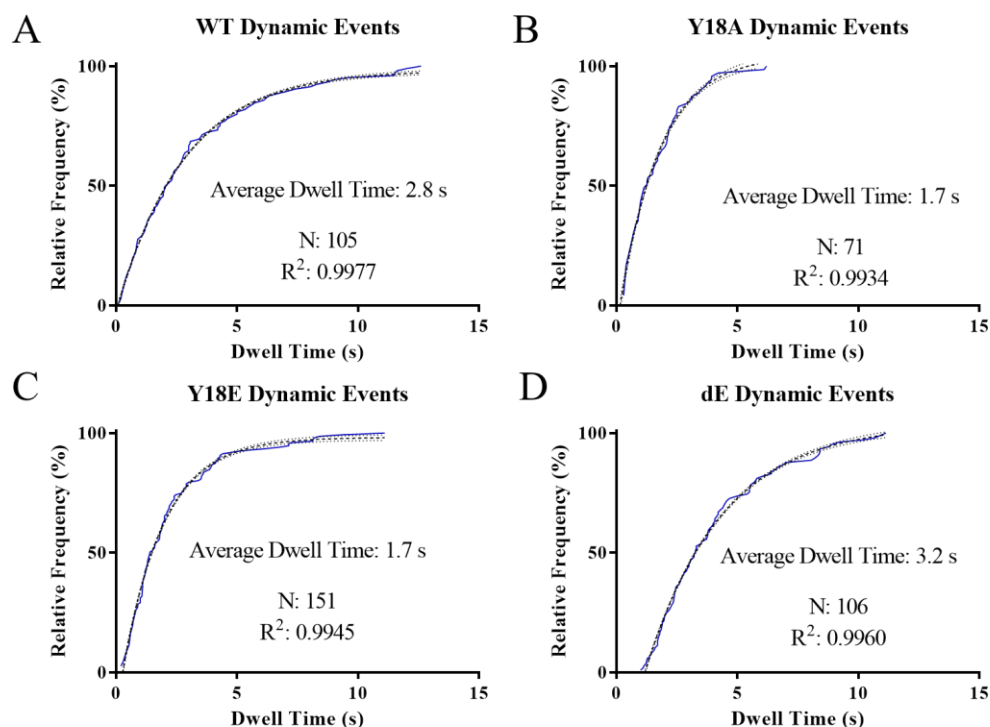 A
WT Dynamic Events
Relative Frequency (%)
100
50
0
Average Dwell Time: 2.8 s
N: 105
R²: 0.9977
0 5 10 15
Dwell Time (s)
B
Y18A Dynamic Events
Relative Frequency (%)
100
50
0
Average Dwell Time: 1.7 s
N: 71
R²: 0.9934
0 5 10 15
Dwell Time (s)
C
Y18E Dynamic Events
Relative Frequency (%)
100
50
0
Average Dwell Time: 1.7 s
N: 151
R²: 0.9945
0 5 10 15
Dwell Time (s)
D
dE Dynamic Events
Relative Frequency (%)
100
50
0
Average Dwell Time: 3.2 s
N: 106
R²: 0.9960
0 5 10 15
Dwell Time (s)